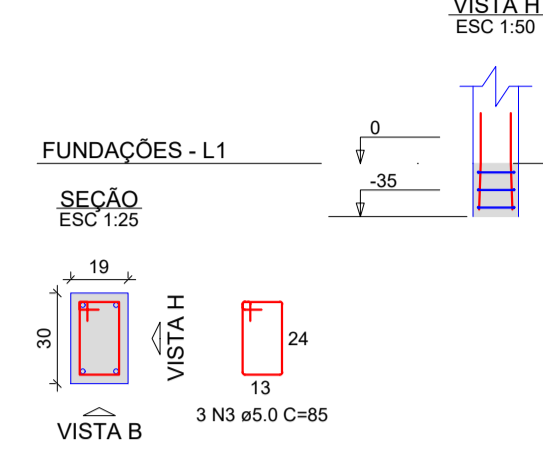 VISTA H
ESC 1:50
0
FUNDAÇÕES - L1
-35
SEÇÃO
ESC 1:25
19
30
VISTA H
24
13
3 N3 ø5.0 C=85
VISTA B